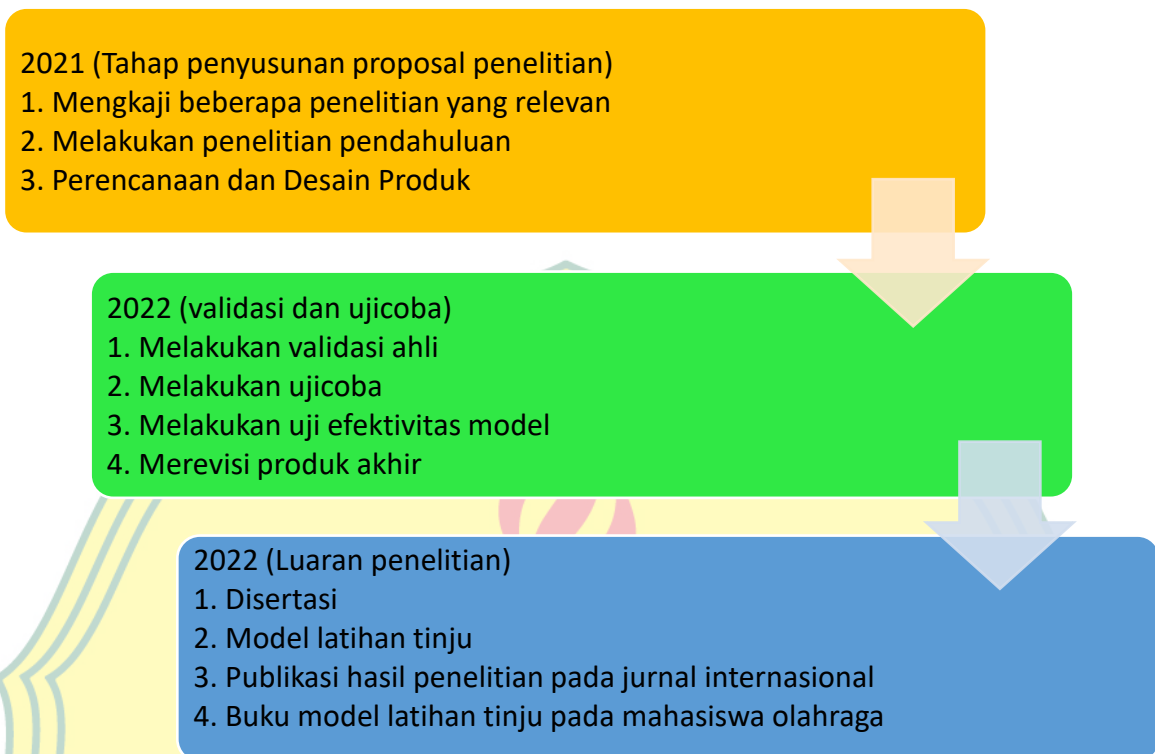 2021 (Tahap penyusunan proposal penelitian)
1. Mengkaji beberapa penelitian yang relevan
2. Melakukan penelitian pendahuluan
3. Perencanaan dan Desain Produk
2022 (validasi dan ujicoba)
1. Melakukan validasi ahli
2. Melakukan ujicoba
3. Melakukan uji efektivitas model
4. Merevisi produk akhir
2022 (Luaran penelitian)
1. Disertasi
2. Model latihan tinju
3. Publikasi hasil penelitian pada jurnal internasional
4. Buku model latihan tinju pada mahasiswa olahraga